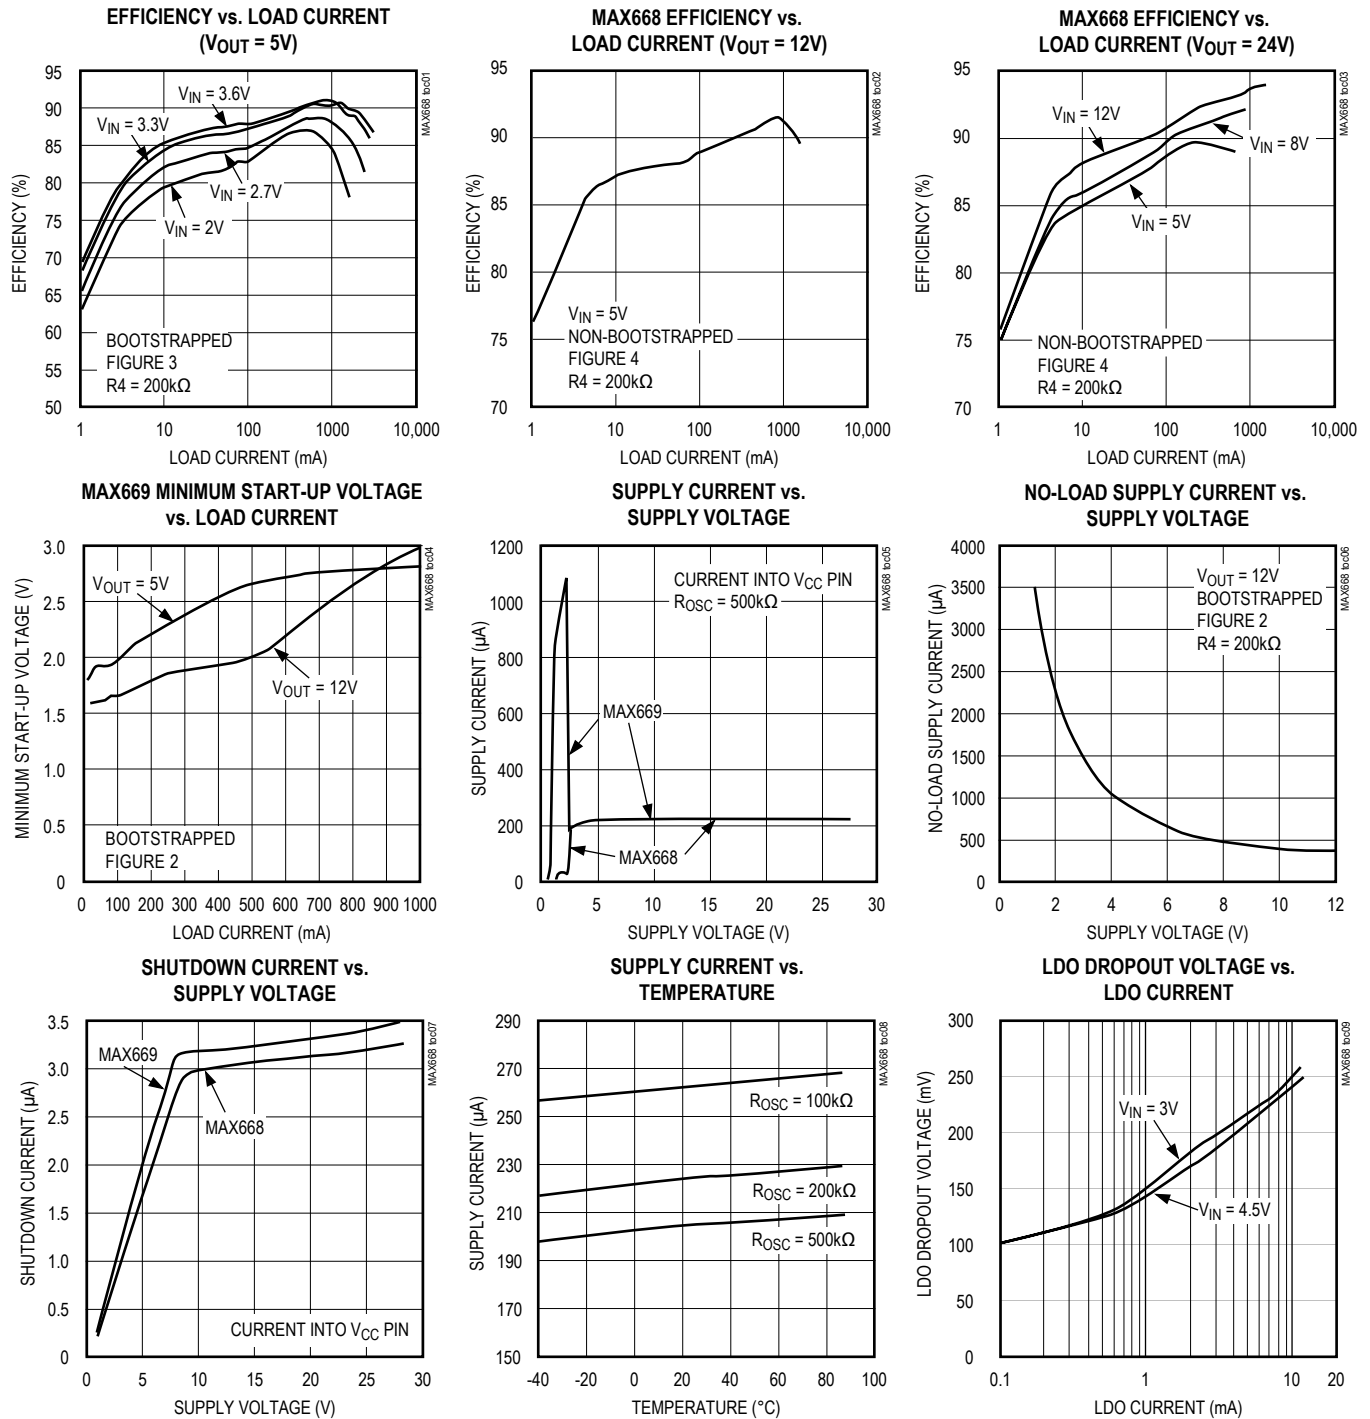 EFFICIENCY vs. LOAD CURRENT
(VOUT = 5V)
95
90
85
80
75
70
65
60
55
50
EFFICIENCY (%)
VIN = 3.6V
VIN = 3.3V
VIN = 2.7V
VIN = 2V
BOOTSTRAPPED
FIGURE 3
R4 = 200kΩ
MAX668 toc01
1 10 100 1000 10,000
LOAD CURRENT (mA)
MAX668 EFFICIENCY vs.
LOAD CURRENT (VOUT = 12V)
95
90
85
80
75
70
EFFICIENCY (%)
VIN = 5V
NON-BOOTSTRAPPED
FIGURE 4
R4 = 200kΩ
MAX668 toc02
1 10 100 1000 10,000
LOAD CURRENT (mA)
MAX668 EFFICIENCY vs.
LOAD CURRENT (VOUT = 24V)
95
90
85
80
75
70
EFFICIENCY (%)
VIN = 12V
VIN = 8V
VIN = 5V
NON-BOOTSTRAPPED
FIGURE 4
R4 = 200kΩ
MAX668 toc03
1 10 100 1000 10,000
LOAD CURRENT (mA)
MAX669 MINIMUM START-UP VOLTAGE
vs. LOAD CURRENT
3.0
2.5
2.0
1.5
1.0
0.5
0
MINIMUM START-UP VOLTAGE (V)
VOUT = 5V
VOUT = 12V
BOOTSTRAPPED
FIGURE 2
MAX668 toc04
0 100 200 300 400 500 600 700 800 900 1000
LOAD CURRENT (mA)
SUPPLY CURRENT vs.
SUPPLY VOLTAGE
1200
1000
800
600
400
200
0
SUPPLY CURRENT (µA)
CURRENT INTO VCC PIN
ROSC = 500kΩ
MAX669
MAX668
MAX668 toc05
0 5 10 15 20 25 30
SUPPLY VOLTAGE (V)
NO-LOAD SUPPLY CURRENT vs.
SUPPLY VOLTAGE
4000
3500
3000
2500
2000
1500
1000
500
0
NO-LOAD SUPPLY CURRENT (µA)
VOUT = 12V
BOOTSTRAPPED
FIGURE 2
R4 = 200kΩ
MAX668 toc06
0 2 4 6 8 10 12
SUPPLY VOLTAGE (V)
SHUTDOWN CURRENT vs.
SUPPLY VOLTAGE
3.5
3.0
2.5
2.0
1.5
1.0
0.5
0
SHUTDOWN CURRENT (µA)
MAX669
MAX668
CURRENT INTO VCC PIN
MAX668 toc07
0 5 10 15 20 25 30
SUPPLY VOLTAGE (V)
SUPPLY CURRENT vs.
TEMPERATURE
290
270
250
230
210
190
170
150
SUPPLY CURRENT (µA)
ROSC = 100kΩ
ROSC = 200kΩ
ROSC = 500kΩ
MAX668 toc08
-40 -20 0 20 40 60 80 100
TEMPERATURE (°C)
LDO DROPOUT VOLTAGE vs.
LDO CURRENT
300
250
200
150
100
50
0
LDO DROPOUT VOLTAGE (mV)
VIN = 3V
VIN = 4.5V
MAX668 toc09
0.1 1 10 20
LDO CURRENT (mA)